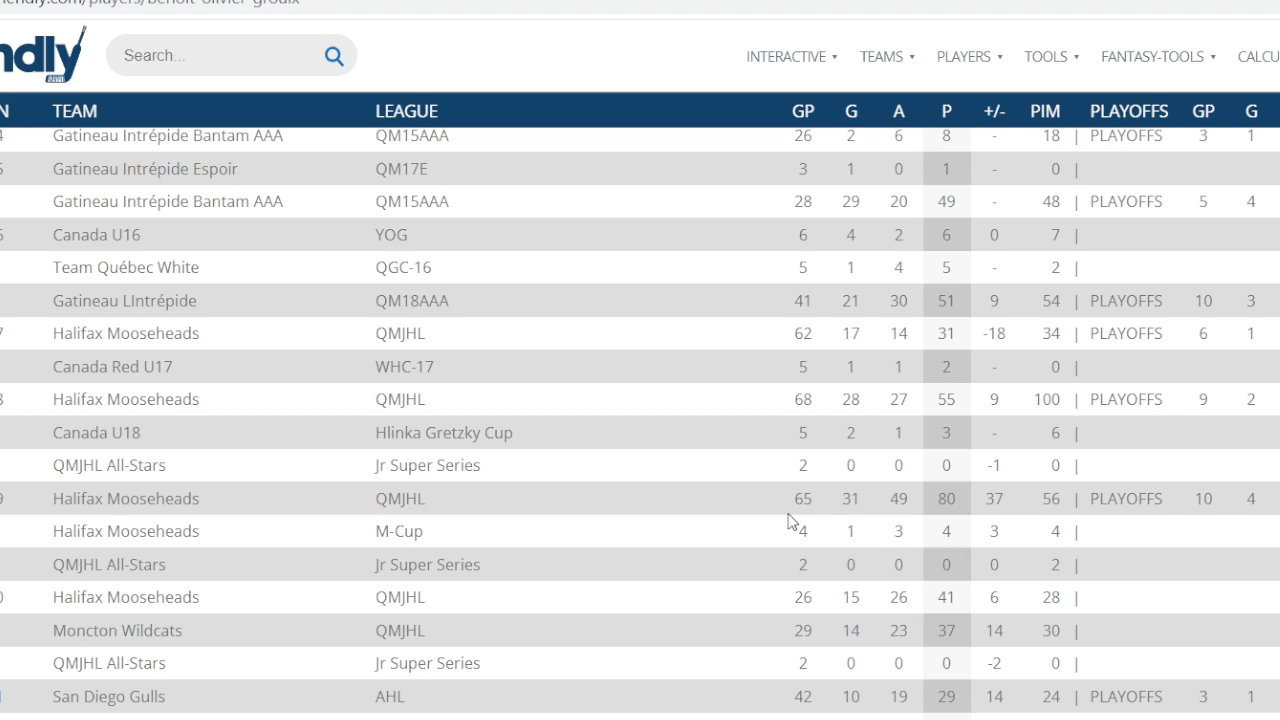 ndly
Search...
INTERACTIVE ▾ TEAMS ▾ PLAYERS ▾ TOOLS ▾ FANTASY-TOOLS ▾ CALCU
N TEAM LEAGUE GP G A P +/- PIM PLAYOFFS GP G
4 Gatineau Intrépide Bantam AAA QM15AAA 26 2 6 8 - 18 | PLAYOFFS 3 1
5 Gatineau Intrépide Espoir QM17E 3 1 0 1 - 0 |
Gatineau Intrépide Bantam AAA QM15AAA 28 29 20 49 - 48 | PLAYOFFS 5 4
6 Canada U16 YOG 6 4 2 6 0 7 |
Team Québec White QGC-16 5 1 4 5 - 2 |
Gatineau LIntrépide QM18AAA 41 21 30 51 9 54 | PLAYOFFS 10 3
7 Halifax Mooseheads QMJHL 62 17 14 31 -18 34 | PLAYOFFS 6 1
Canada Red U17 WHC-17 5 1 1 2 - 0 |
8 Halifax Mooseheads QMJHL 68 28 27 55 9 100 | PLAYOFFS 9 2
Canada U18 Hlinka Gretzky Cup 5 2 1 3 - 6 |
QMJHL All-Stars Jr Super Series 2 0 0 0 -1 0 |
9 Halifax Mooseheads QMJHL 65 31 49 80 37 56 | PLAYOFFS 10 4
Halifax Mooseheads M-Cup 4 1 3 4 3 4 |
QMJHL All-Stars Jr Super Series 2 0 0 0 0 2 |
0 Halifax Mooseheads QMJHL 26 15 26 41 6 28 |
Moncton Wildcats QMJHL 29 14 23 37 14 30 |
QMJHL All-Stars Jr Super Series 2 0 0 0 -2 0 |
San Diego Gulls AHL 42 10 19 29 14 24 | PLAYOFFS 3 1